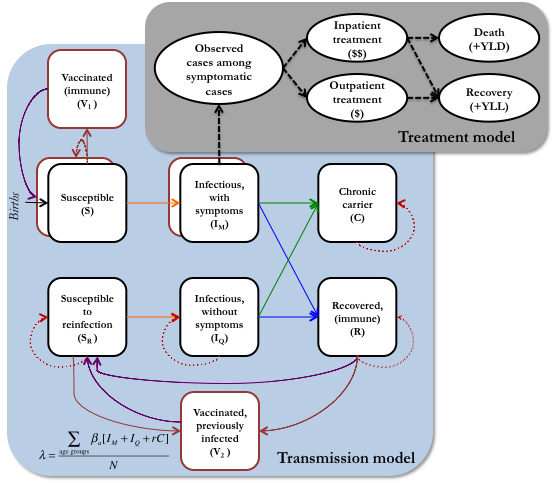 Observed
cases among
symptomatic
cases
Inpatient
treatment
($$)
Death
(+YLD)
Outpatient
treatment
($)
Recovery
(+YLL)
Treatment model
Vaccinated
(immune)
(V1)
Births
Susceptible
(S)
Infectious,
with
symptoms
(IM)
Chronic
carrier
(C)
Susceptible
to
reinfection
(SR)
Infectious,
without
symptoms
(IQ)
Recovered,
(immune)
(R)
Vaccinated,
previously
infected
(V2)
λ = ∑ age groups βa[IM + IQ + rC] / N
Transmission model